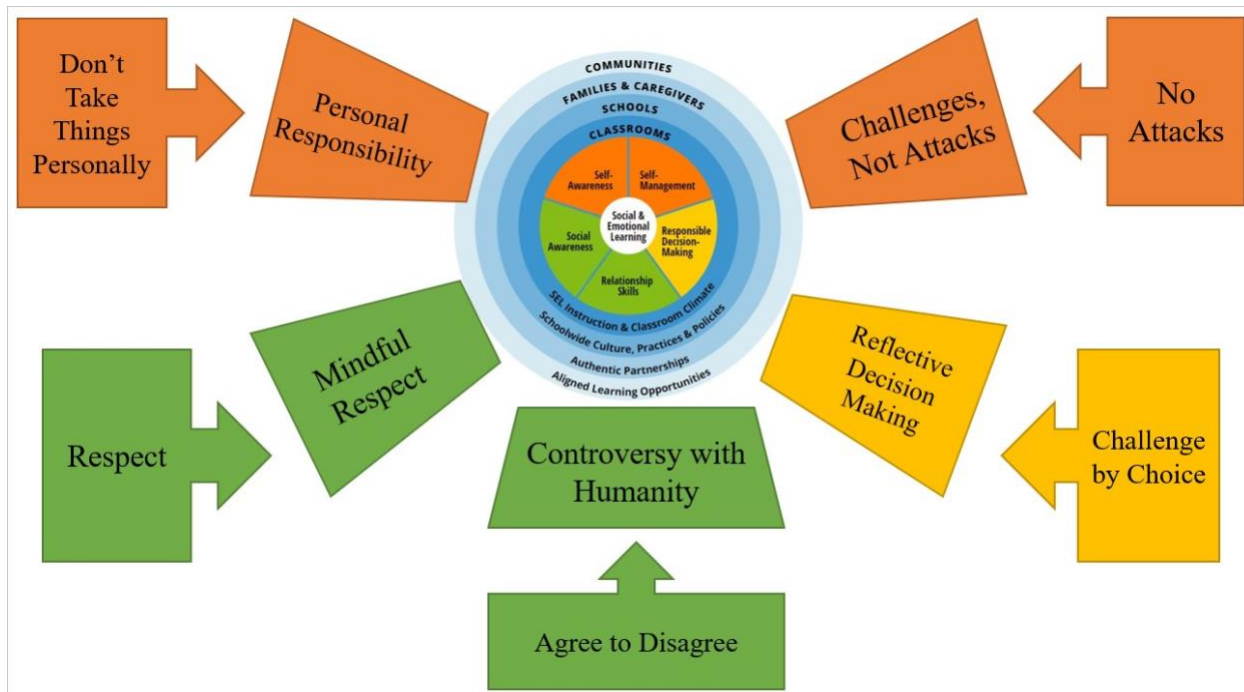 Don’t
Take
Things
Personally
Personal
Responsibility
COMMUNITIES
FAMILIES & CAREGIVERS
SCHOOLS
CLASSROOMS
Self-
Awareness
Self-
Management
Social &
Emotional
Learning
Social
Awareness
Responsible
Decision-
Making
Relationship
Skills
SEL Instruction & Classroom Climate
Schoolwide Culture, Practices & Policies
Authentic Partnerships
Aligned Learning Opportunities
Challenges,
Not Attacks
No
Attacks
Respect
Mindful
Respect
Controversy with
Humanity
Agree to Disagree
Reflective
Decision
Making
Challenge
by Choice